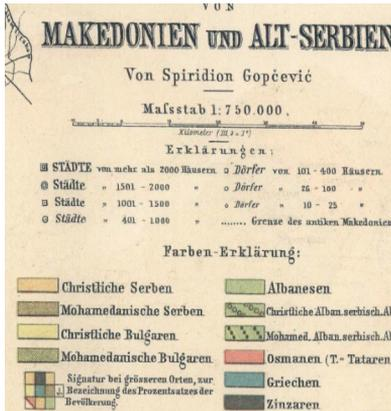 VON
MAKEDONIEN UND ALT-SERBIEN
Von Spiridion Gopčević
Maſsstab 1:750.000.
Kilometer
Erklärungen:
STÄDTE von mehr als 2000 Häusern Dörfer von 101 - 400 Häusern
Städte „ 1501 - 2000 „ Dörfer „ 26 - 100 „
Städte „ 1001 - 1500 „ Dörfer „ 10 - 25 „
Städte „ 401 - 1000 „ ........ Grenze des antiken Makedonien
Farben-Erklärung:
Christliche Serben
Mohamedanische Serben
Christliche Bulgaren
Mohamedanische Bulgaren
Signatur bei grösseren Orten, zur
Bezeichnung des Prozentsatzes der
Bevölkerung.
Albanesen
Christliche Alban. serbisch. Ab
Mohamed. Alban. serbisch. Ab
Osmanen (T.= Tataren
Griechen
Zinzaren